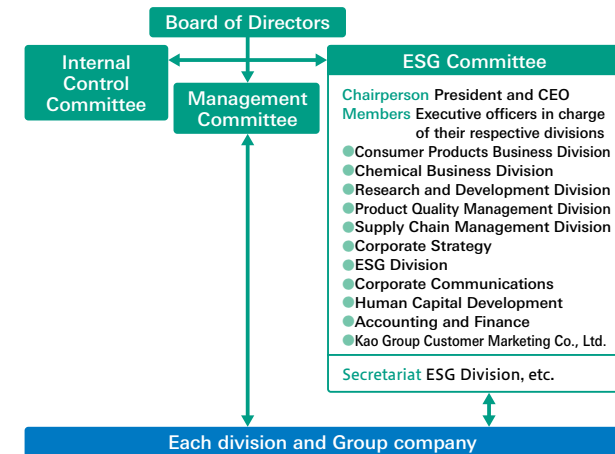 Board of Directors
Internal
Control
Committee
Management
Committee
ESG Committee
Chairperson President and CEO
Members Executive officers in charge
of their respective divisions
●Consumer Products Business Division
●Chemical Business Division
●Research and Development Division
●Product Quality Management Division
●Supply Chain Management Division
●Corporate Strategy
●ESG Division
●Corporate Communications
●Human Capital Development
●Accounting and Finance
●Kao Group Customer Marketing Co., Ltd.
Secretariat ESG Division, etc.
Each division and Group company